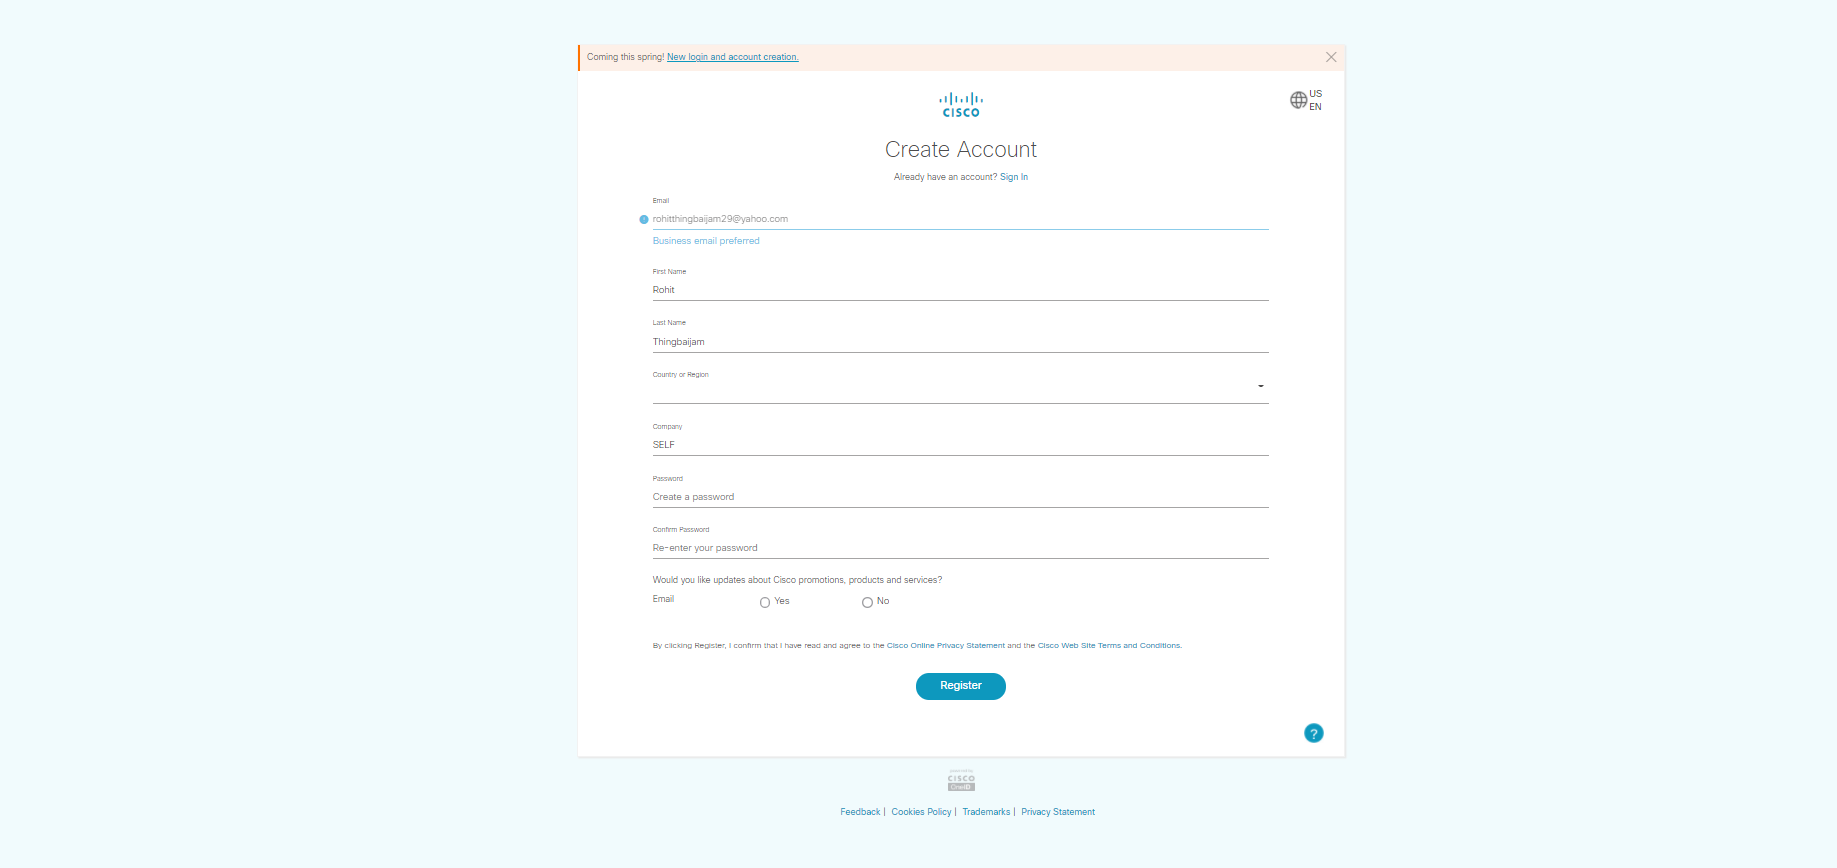 Coming this spring! New login and account creation.
US
EN
CISCO
Create Account
Already have an account? Sign In
Email
rohitthingbaijam29@yahoo.com
Business email preferred
First Name
Rohit
Last Name
Thingbaijam
Country or Region
Company
SELF
Password
Create a password
Confirm Password
Re-enter your password
Would you like updates about Cisco promotions, products and services?
Email Yes No
By clicking Register, I confirm that I have read and agree to the Cisco Online Privacy Statement and the Cisco Web Site Terms and Conditions.
Register
?
CISCO
Feedback | Cookies Policy | Trademarks | Privacy Statement